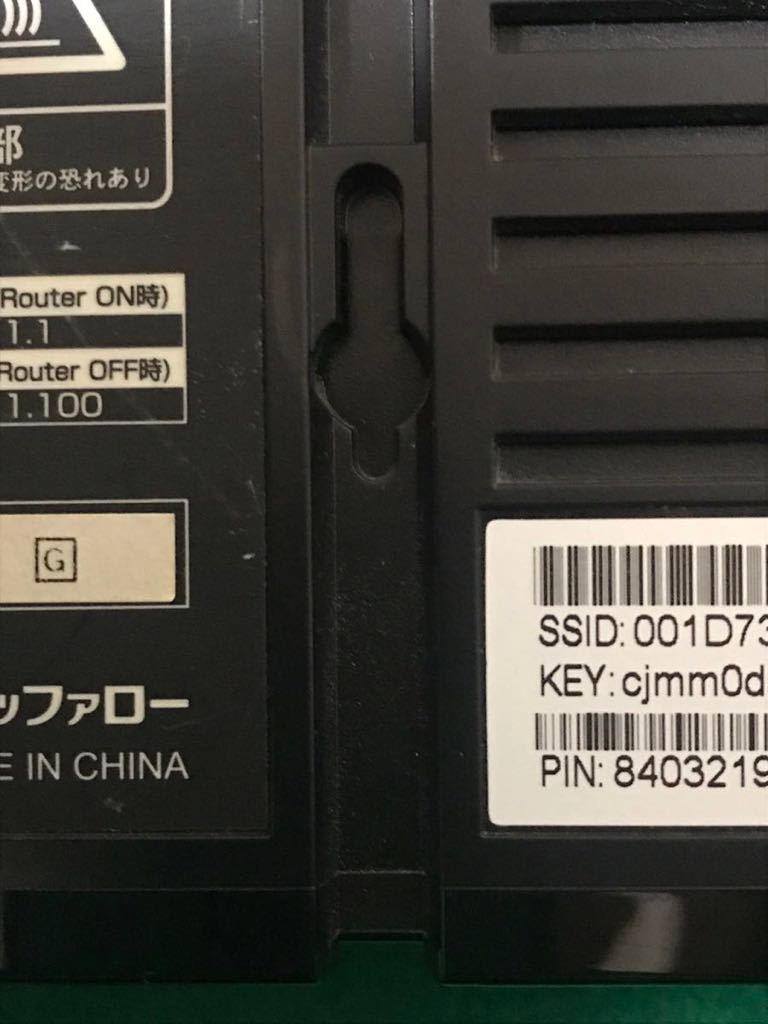 部
変形の恐れあり
Router ON時)
1.1
Router OFF時)
1.100
G
ッファロー
E IN CHINA
SSID: 001D73
KEY: cjmm0d
PIN: 8403219